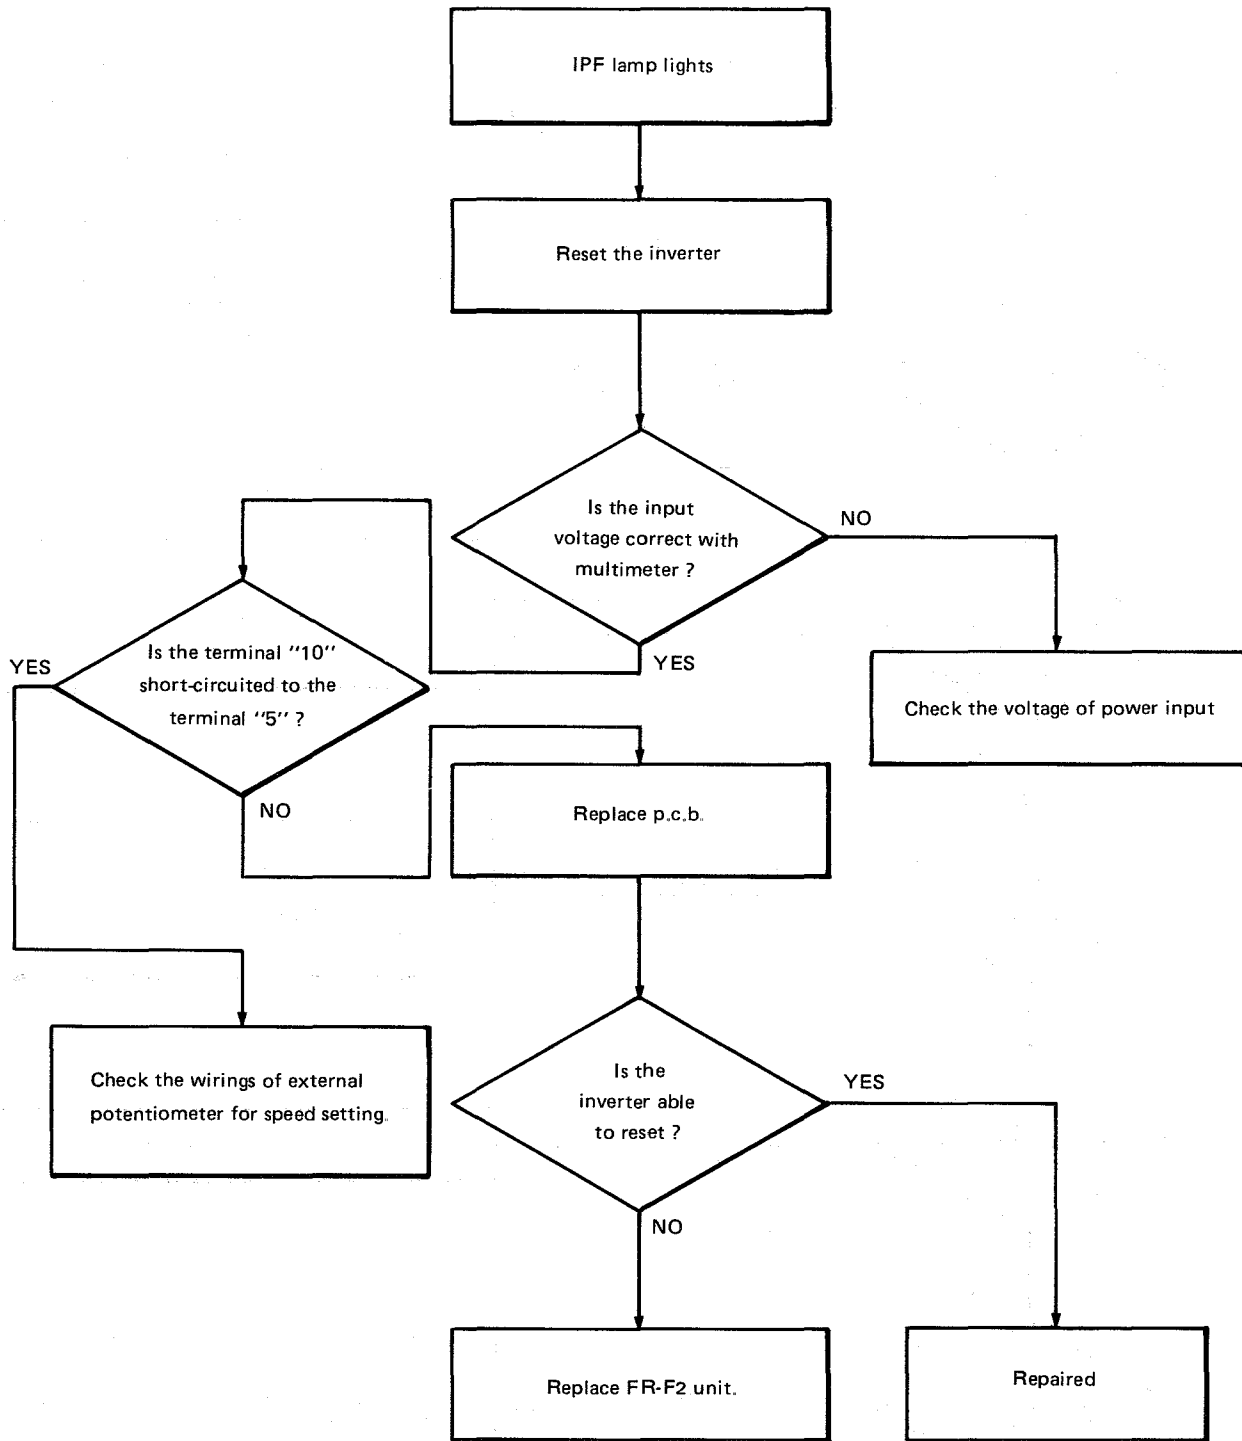 IPF lamp lights
Reset the inverter
Is the input
voltage correct with
multimeter ?
NO
YES
Is the terminal "10"
short-circuited to the
terminal "5" ?
YES
NO
Check the voltage of power input
Replace p.c.b.
Check the wirings of external
potentiometer for speed setting.
Is the
inverter able
to reset ?
YES
NO
Replace FR-F2 unit.
Repaired